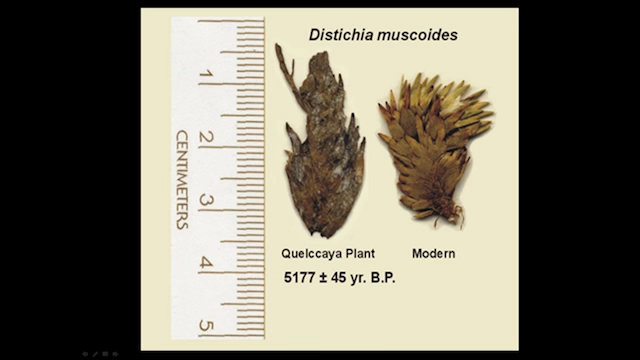 Distichia muscoides
1
2
CENTIMETERS
3
4
5
Quelccaya Plant
Modern
5177 ± 45 yr. B.P.